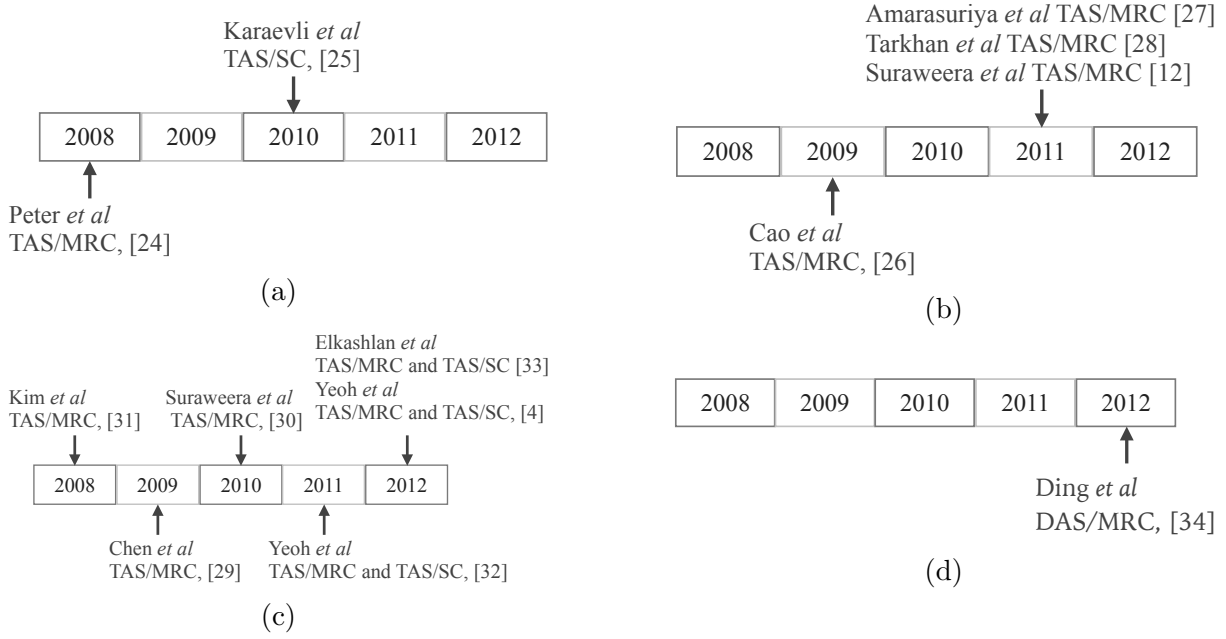 Karaevli et al
TAS/SC, [25]
2008 2009 2010 2011 2012
Peter et al
TAS/MRC, [24]
(a)
Amarasuriya et al TAS/MRC [27]
Tarkhan et al TAS/MRC [28]
Suraweera et al TAS/MRC [12]
2008 2009 2010 2011 2012
Cao et al
TAS/MRC, [26]
(b)
Elkashlan et al
TAS/MRC and TAS/SC [33]
Yeoh et al
TAS/MRC and TAS/SC, [4]
Kim et al
TAS/MRC, [31]
Suraweera et al
TAS/MRC, [30]
2008 2009 2010 2011 2012
Chen et al
TAS/MRC, [29]
Yeoh et al
TAS/MRC and TAS/SC, [32]
(c)
2008 2009 2010 2011 2012
Ding et al
DAS/MRC, [34]
(d)